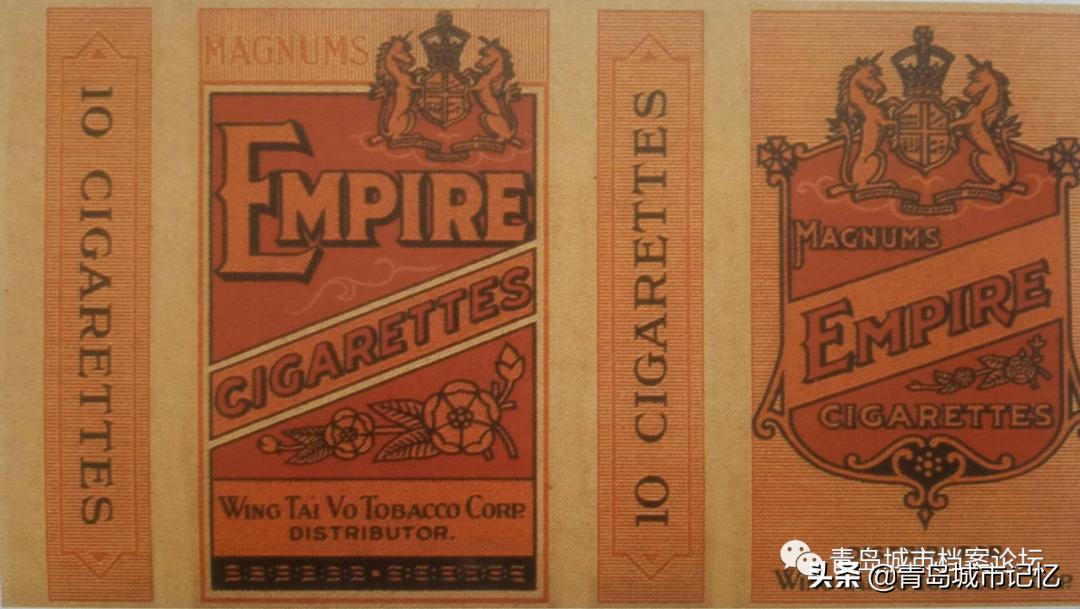 10 CIGARETTES
MAGNUMS
EMPIRE
CIGARETTES
WING TAI VO TOBACCO CORP.
DISTRIBUTOR.
10 CIGARETTES
MAGNUMS
EMPIRE
CIGARETTES
青岛城市档案论坛
头条 @青岛城市记忆